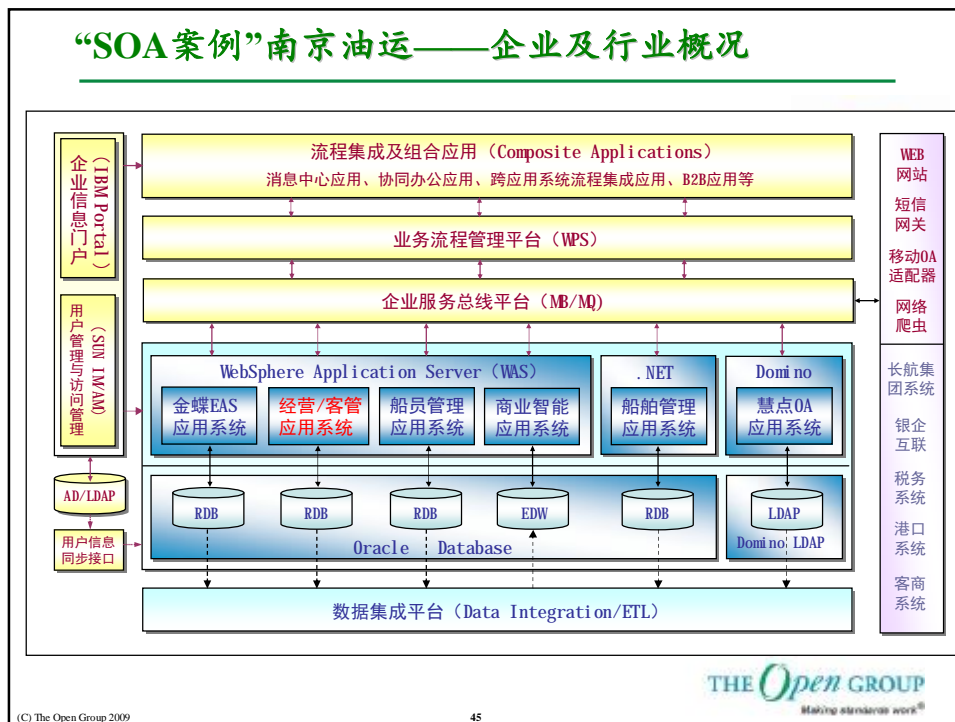 “SOA案例”南京油运——企业及行业概况
企业信息门户
（IBM Portal）
用户管理与访问管理
（SUN IM/AM）
AD/LDAP
用户信息
同步接口
流程集成及组合应用（Composite Applications）
消息中心应用、协同办公应用、跨应用系统流程集成应用、B2B应用等
业务流程管理平台（WPS）
企业服务总线平台（MB/MQ)
WebSphere Application Server（WAS）
.NET
Domino
金蝶EAS
应用系统
经营/客管
应用系统
船员管理
应用系统
商业智能
应用系统
船舶管理
应用系统
慧点OA
应用系统
RDB
RDB
RDB
EDW
RDB
LDAP
Oracle Database
Domino LDAP
数据集成平台（Data Integration/ETL）
WEB
网站
短信
网关
移动OA
适配器
网络
爬虫
长航集
团系统
银企
互联
税务
系统
港口
系统
客商
系统
THE Open GROUP
Making standards work®
(C) The Open Group 2009
45